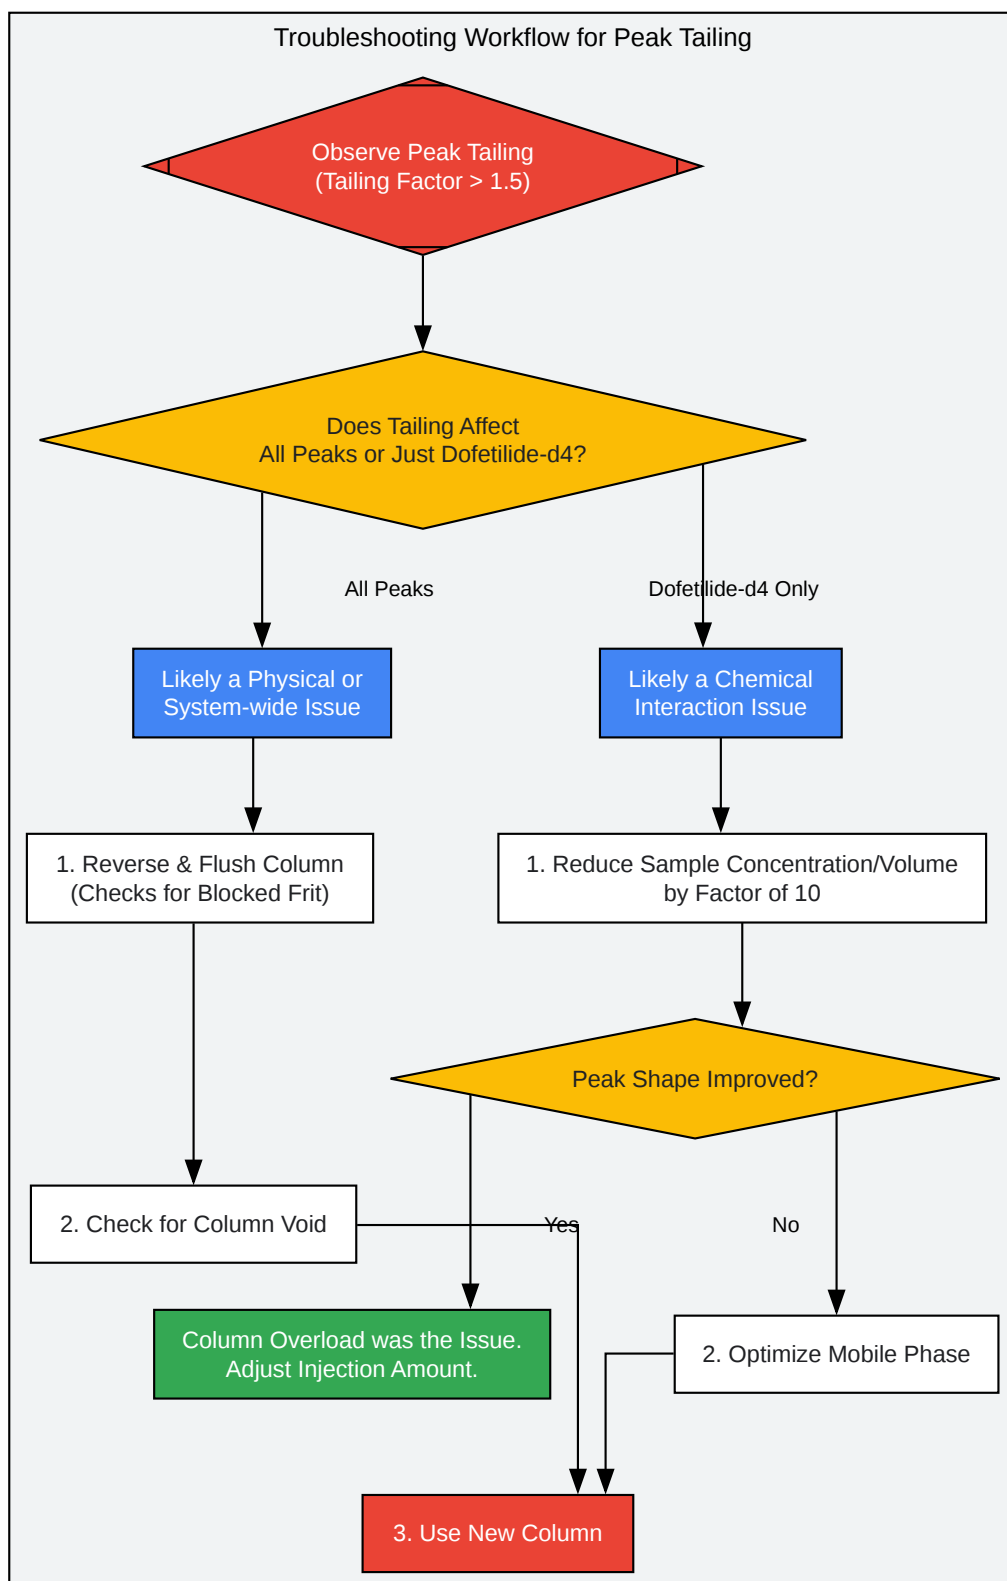 Troubleshooting Workflow for Peak Tailing
Observe Peak Tailing
(Tailing Factor > 1.5)
Does Tailing Affect
All Peaks or Just Dofetilide-d4?
All Peaks
Dofetilide-d4 Only
Likely a Physical or
System-wide Issue
Likely a Chemical
Interaction Issue
1. Reverse & Flush Column
(Checks for Blocked Frit)
1. Reduce Sample Concentration/Volume
by Factor of 10
Peak Shape Improved?
2. Check for Column Void
Yes
No
Column Overload was the Issue.
Adjust Injection Amount.
2. Optimize Mobile Phase
3. Use New Column